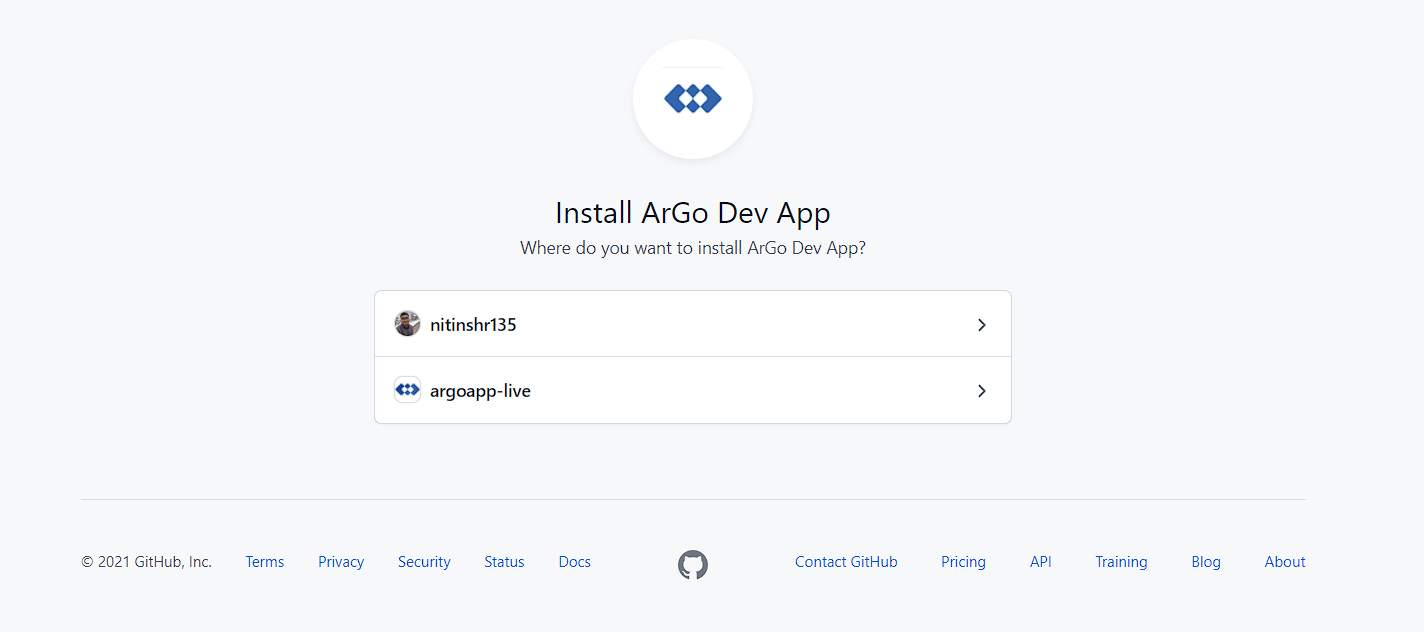 Install ArGo Dev App
Where do you want to install ArGo Dev App?
nitinshr135
argoapp-live
© 2021 GitHub, Inc. Terms Privacy Security Status Docs Contact GitHub Pricing API Training Blog About